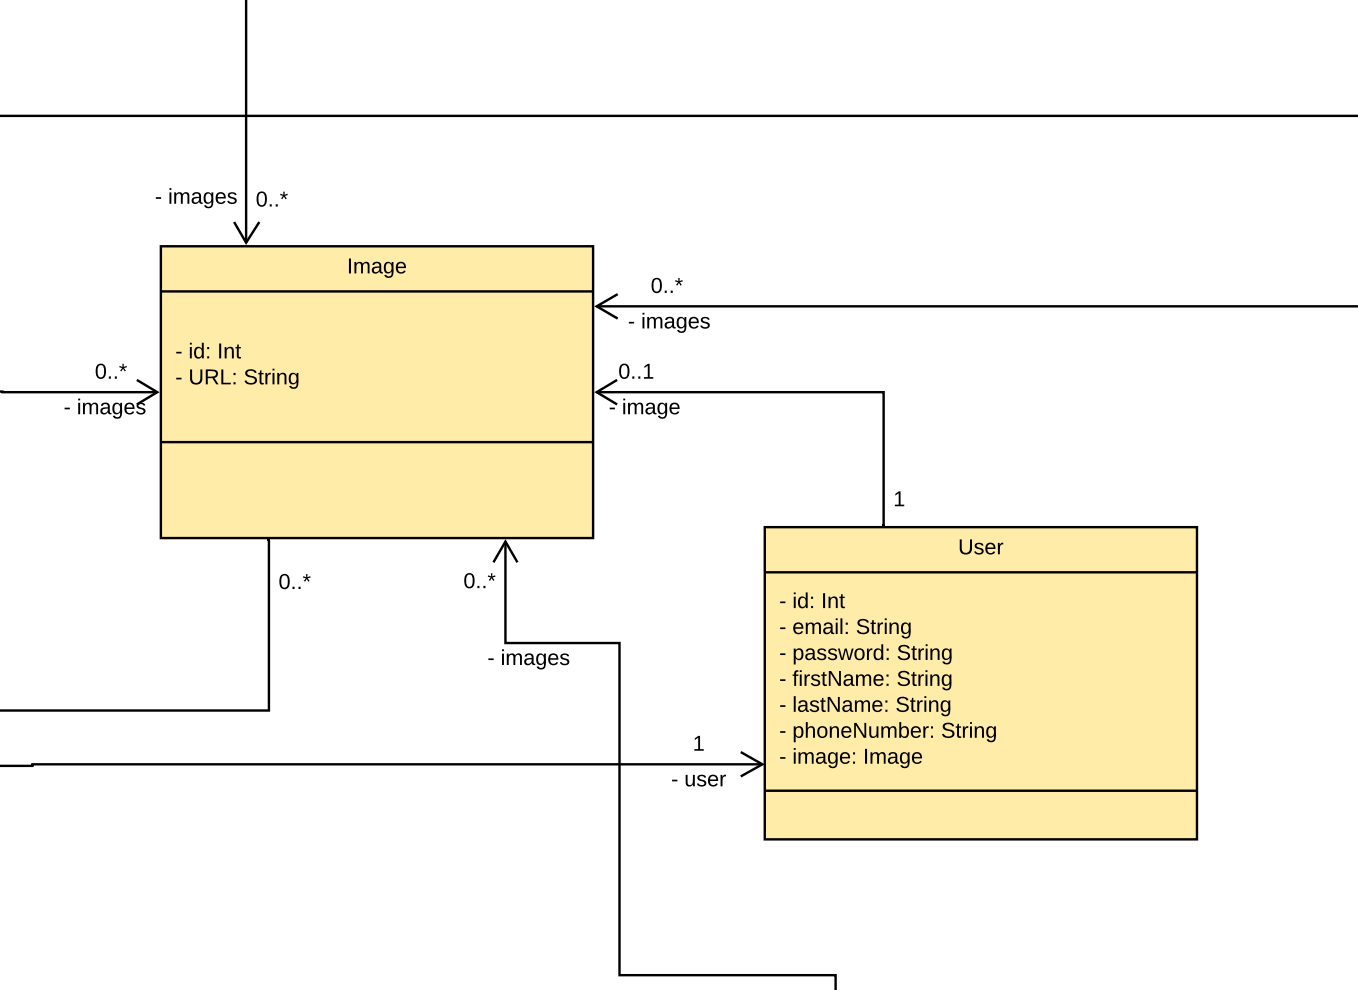 - images
0..*
Image
- id: Int
- URL: String
0..*
- images
0..*
- images
0..1
- image
1
User
- id: Int
- email: String
- password: String
- firstName: String
- lastName: String
- phoneNumber: String
- image: Image
0..*
0..*
- images
1
- user